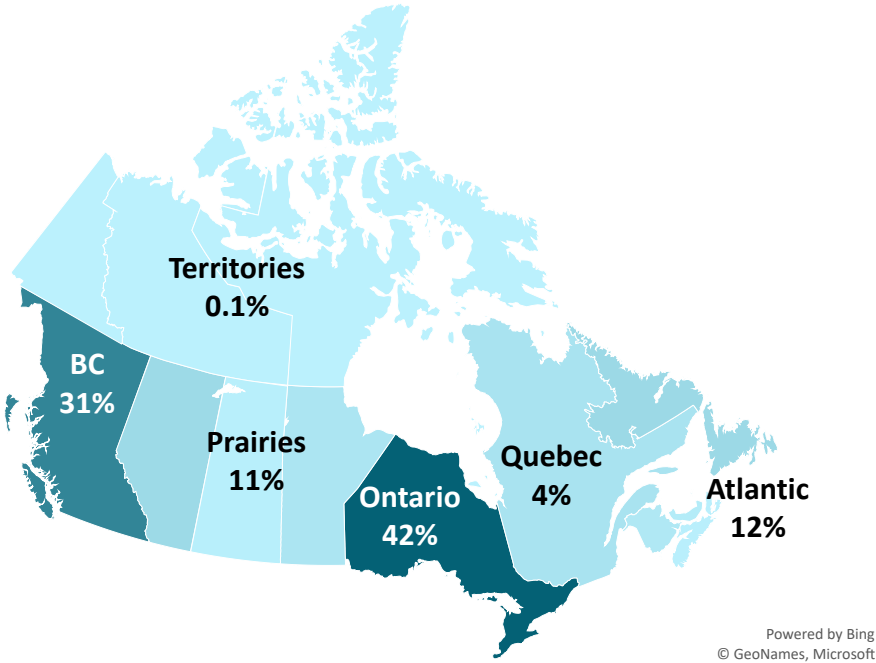 Territories
0.1%
BC
31%
Prairies
11%
Ontario
42%
Quebec
4%
Atlantic
12%
Powered by Bing
© GeoNames, Microsoft